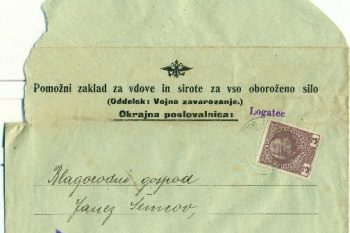 Pomožni zaklad za vdove in sirote za vso oboroženo silo
(Oddelek: Vojno zavarovanje.)
Okrajna poslovalnica:
Logatec
Blagorodni gospod
Janez